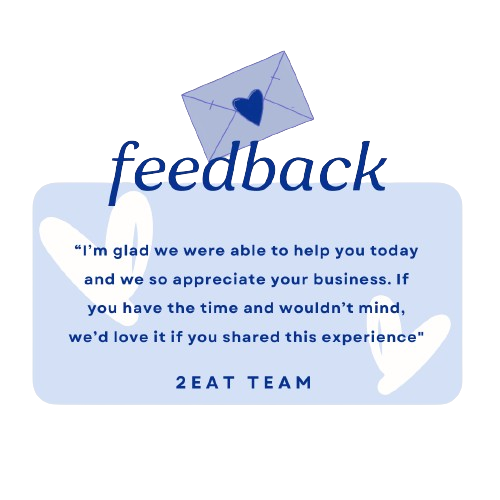 feedback
“I'm glad we were able to help you today
and we so appreciate your business. If
you have the time and wouldn't mind,
we'd love it if you shared this experience"
2EAT TEAM